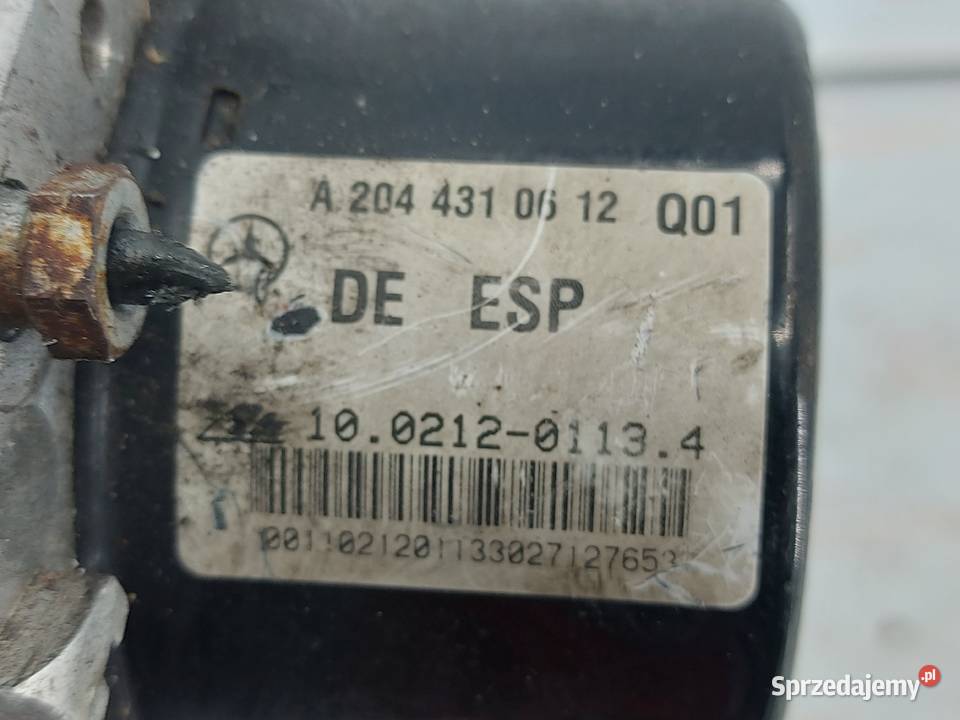 A 204 431 06 12 Q01
DE ESP
10.0212-0113.4
Sprzedajemy.pl